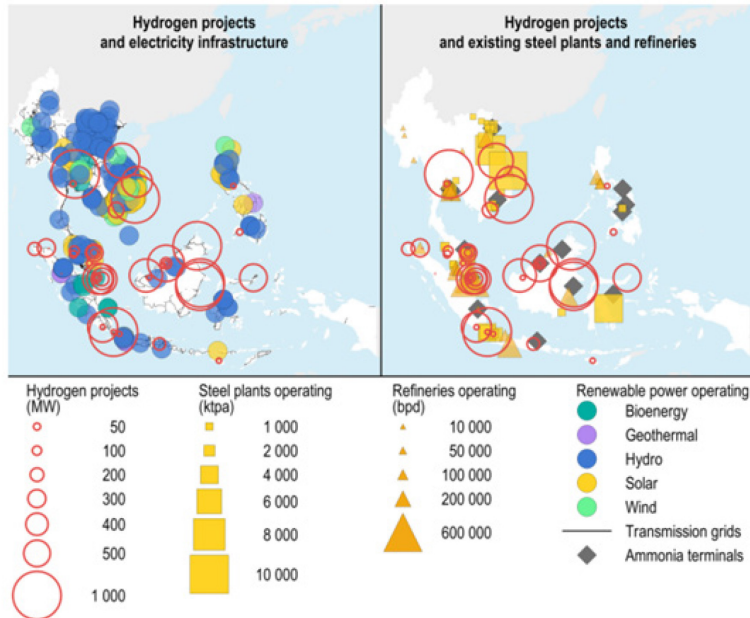 Hydrogen projects
and electricity infrastructure
Hydrogen projects
and existing steel plants and refineries
Hydrogen projects
(MW)
50
100
200
300
400
500
1 000
Steel plants operating
(ktpa)
1 000
2 000
4 000
6 000
8 000
10 000
Refineries operating
(bpd)
10 000
50 000
100 000
200 000
600 000
Renewable power operating
Bioenergy
Geothermal
Hydro
Solar
Wind
Transmission grids
Ammonia terminals